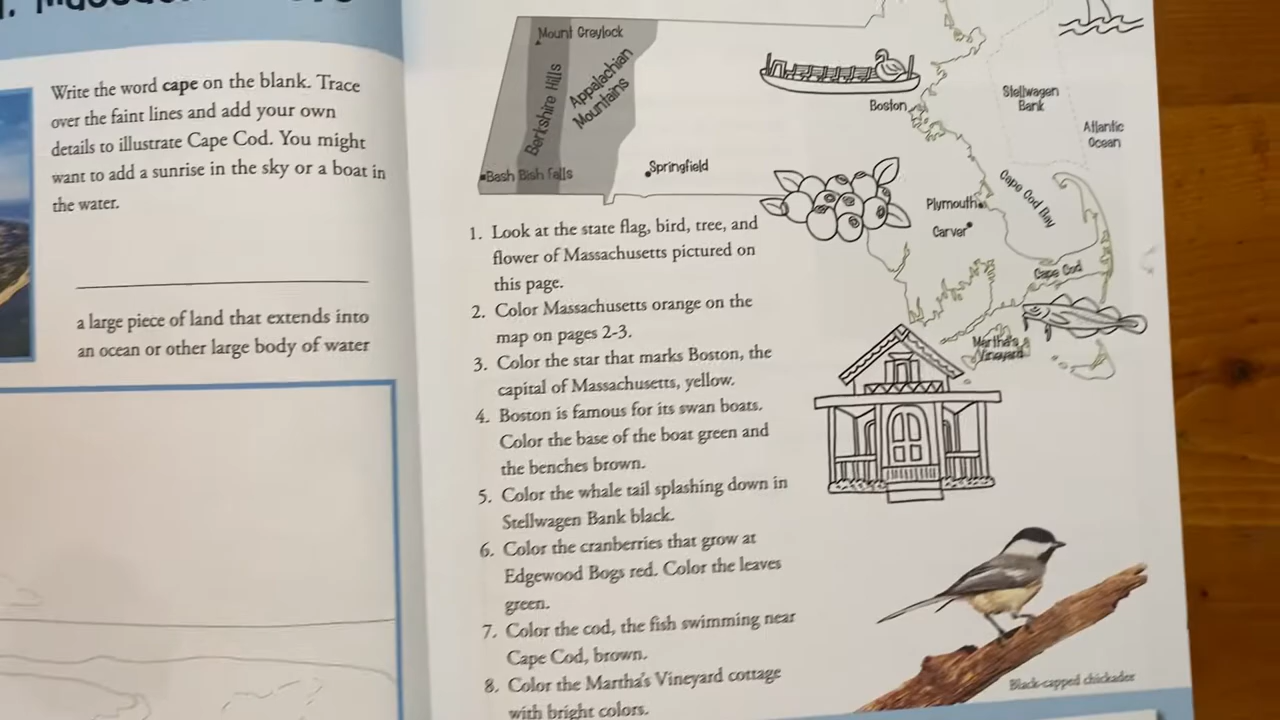 Write the word cape on the blank. Trace
over the faint lines and add your own
details to illustrate Cape Cod. You might
want to add a sunrise in the sky or a boat in
the water.
a large piece of land that extends into
an ocean or other large body of water
Mount Greylock
Berkshire Hills
Appalachian
Mountains
Bash Bish Falls
Springfield
Boston
Stellwagen
Bank
Atlantic
Ocean
Plymouth
Carver
Cape Cod Bay
Cape Cod
Martha's
Vineyard
1. Look at the state flag, bird, tree, and
flower of Massachusetts pictured on
this page.
2. Color Massachusetts orange on the
map on pages 2-3.
3. Color the star that marks Boston, the
capital of Massachusetts, yellow.
4. Boston is famous for its swan boats.
Color the base of the boat green and
the benches brown.
5. Color the whale tail splashing down in
Stellwagen Bank black.
6. Color the cranberries that grow at
Edgewood Bogs red. Color the leaves
green.
7. Color the cod, the fish swimming near
Cape Cod, brown.
8. Color the Martha's Vineyard cottage
with bright colors.
Black-capped chickadee